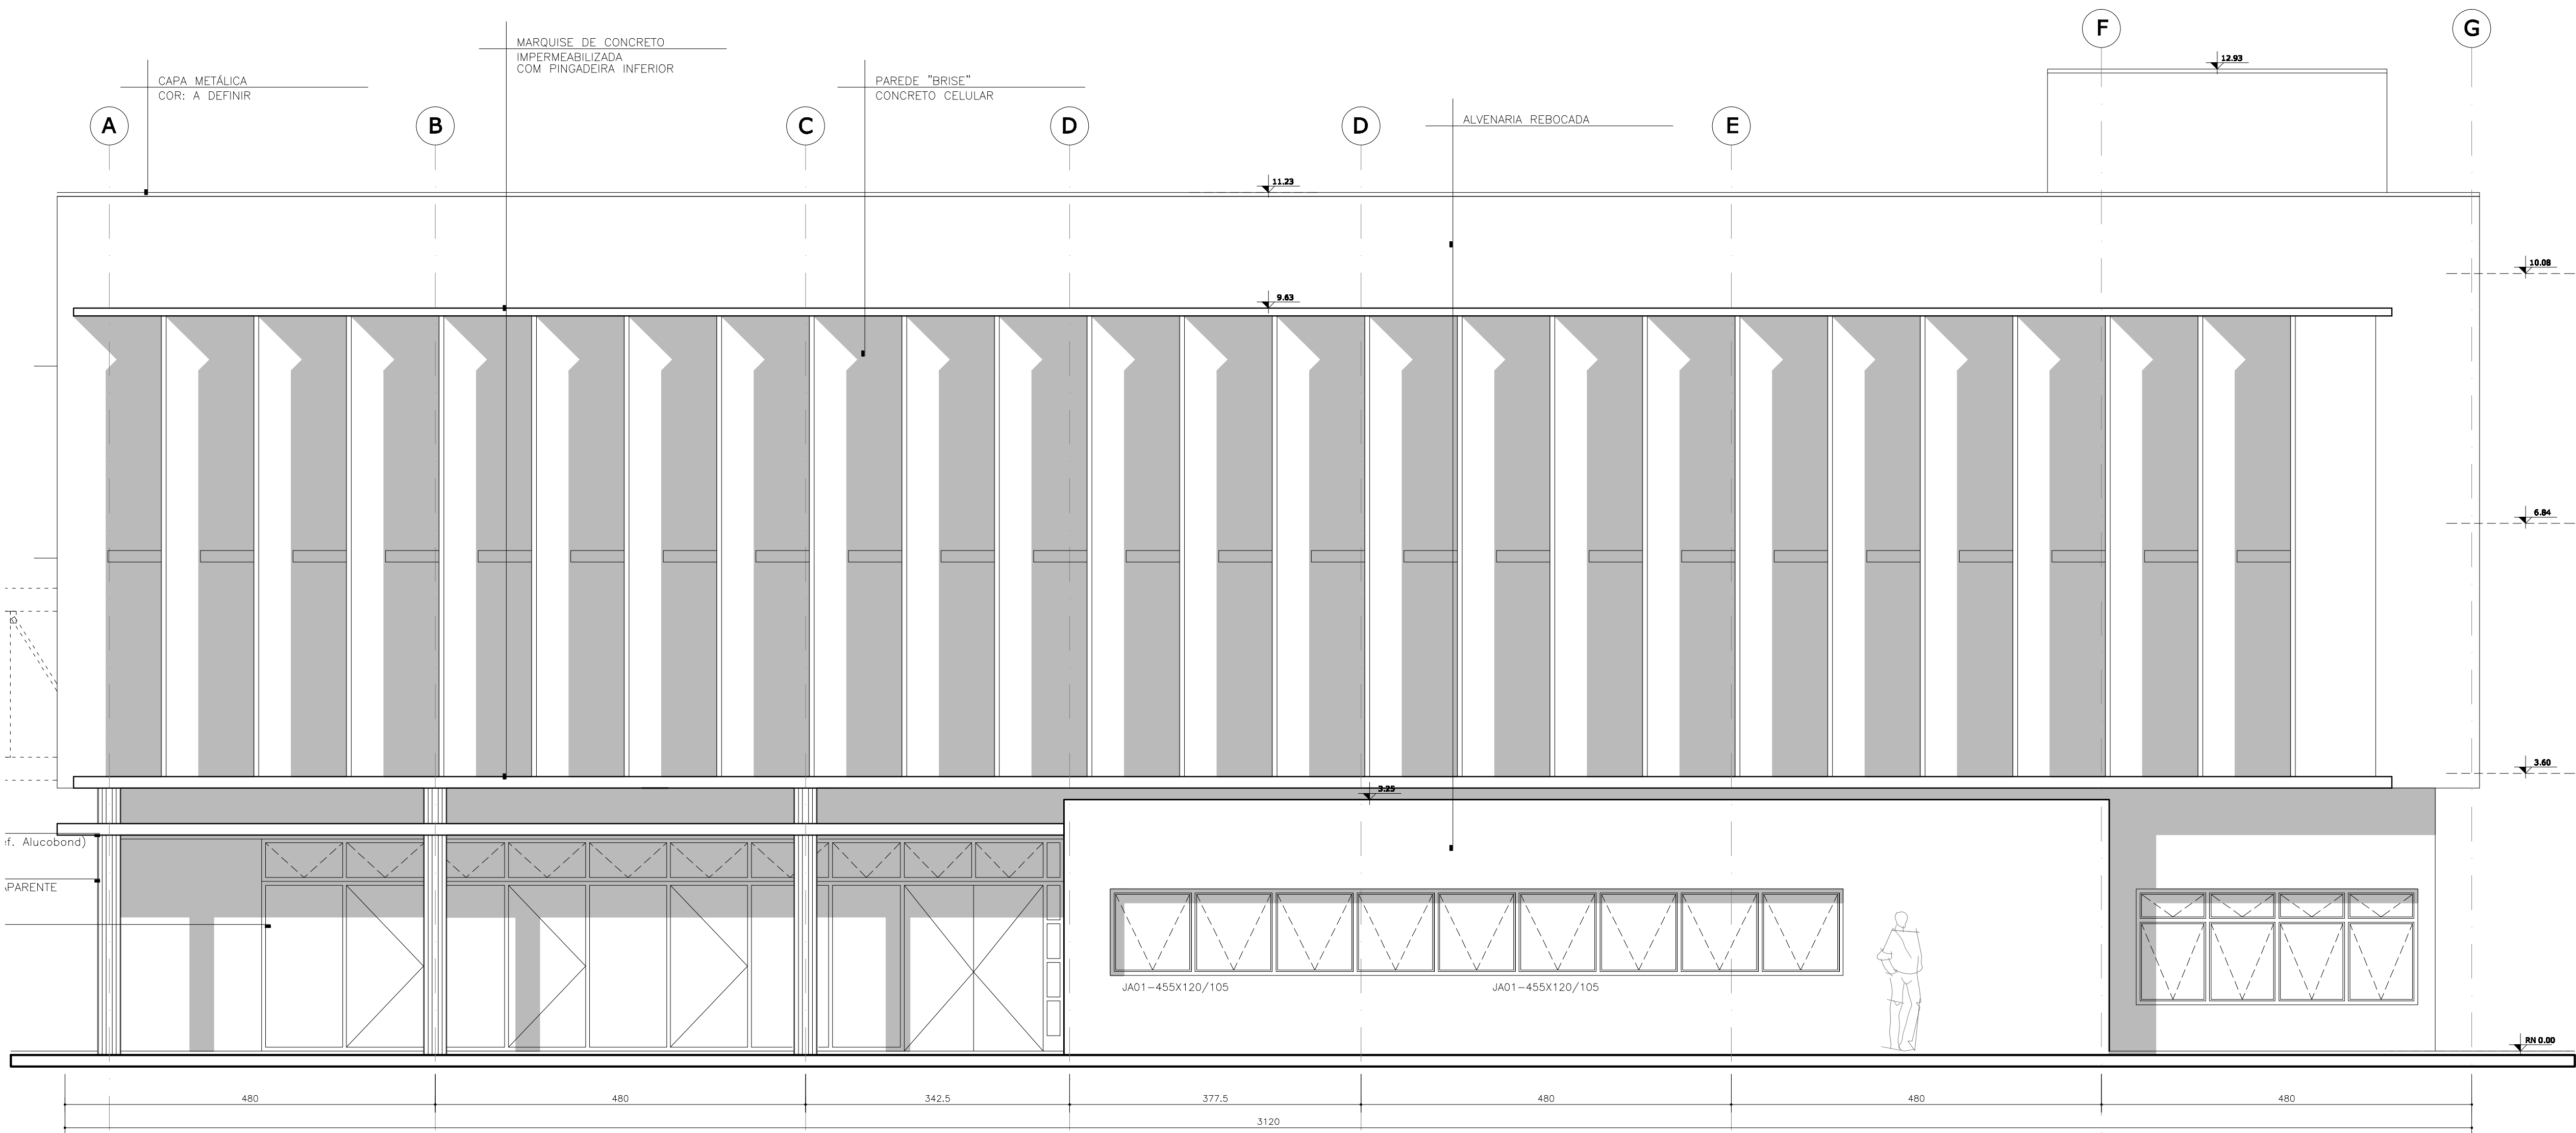 F
G
12.93
MARQUISE DE CONCRETO
IMPERMEABILIZADA
COM PINGADEIRA INFERIOR
CAPA METÁLICA
COR: A DEFINIR
PAREDE "BRISE"
CONCRETO CELULAR
ALVENARIA REBOCADA
A
B
C
D
D
E
11.23
10.08
9.63
6.84
3.60
3.25
ef. Alucobond)
APARENTE
JA01-455X120/105
JA01-455X120/105
RN 0.00
480
480
342.5
377.5
480
480
480
3120